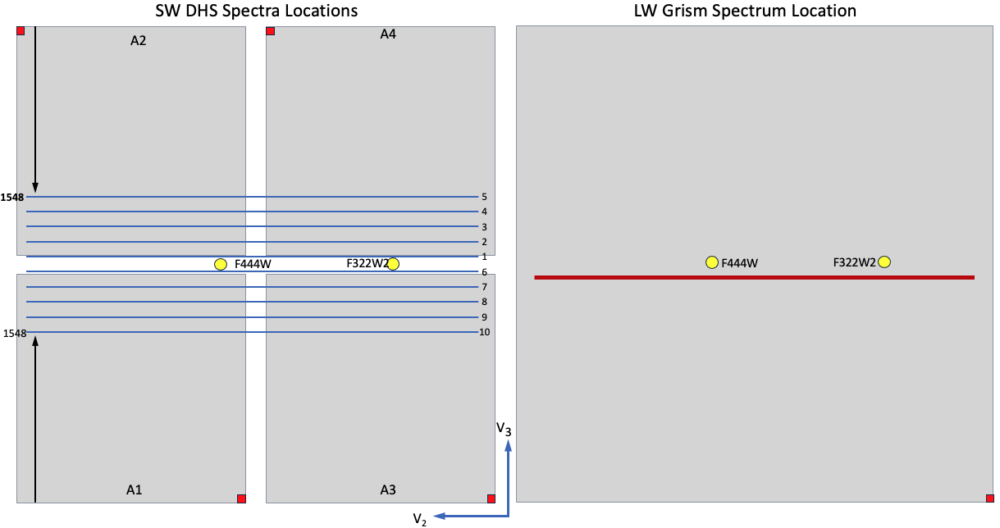 SW DHS Spectra Locations
LW Grism Spectrum Location
A2
A4
1548
5
4
3
2
1
F444W
F322W2
6
7
8
9
1548
10
F444W
F322W2
V3
A1
A3
V2